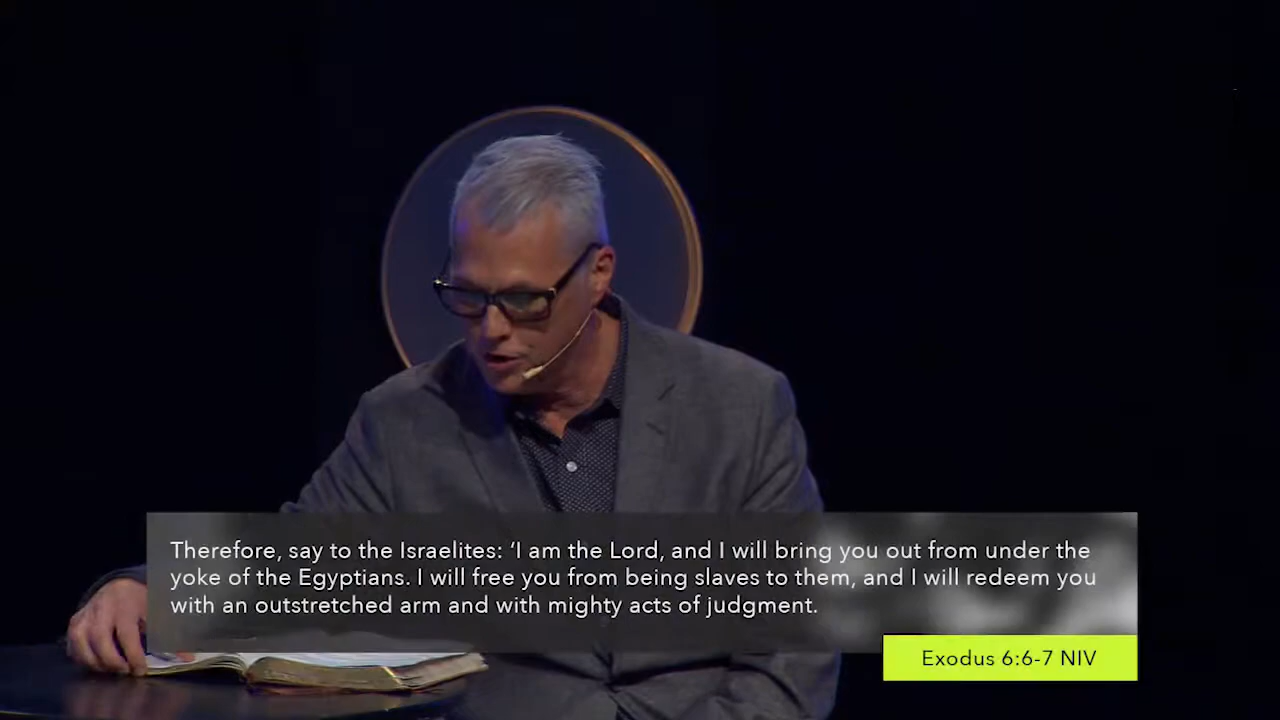 Therefore, say to the Israelites: ‘I am the Lord, and I will bring you out from under the
yoke of the Egyptians. I will free you from being slaves to them, and I will redeem you
with an outstretched arm and with mighty acts of judgment.
Exodus 6:6-7 NIV